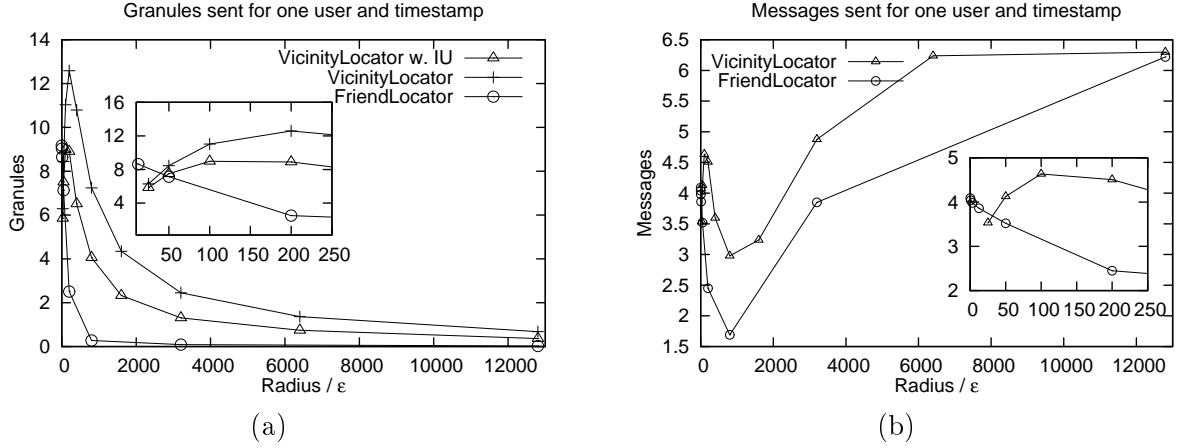 Granules sent for one user and timestamp
14
12
10
8
6
4
2
0
Granules
VicinityLocator w. IU
VicinityLocator
FriendLocator
16
12
8
4
50 100 150 200 250
0 2000 4000 6000 8000 10000 12000
Radius / ε
(a)
Messages sent for one user and timestamp
6.5
6
5.5
5
4.5
4
3.5
3
2.5
2
1.5
Messages
VicinityLocator
FriendLocator
5
4
3
2
0 50 100 150 200 250
0 2000 4000 6000 8000 10000 12000
Radius / ε
(b)